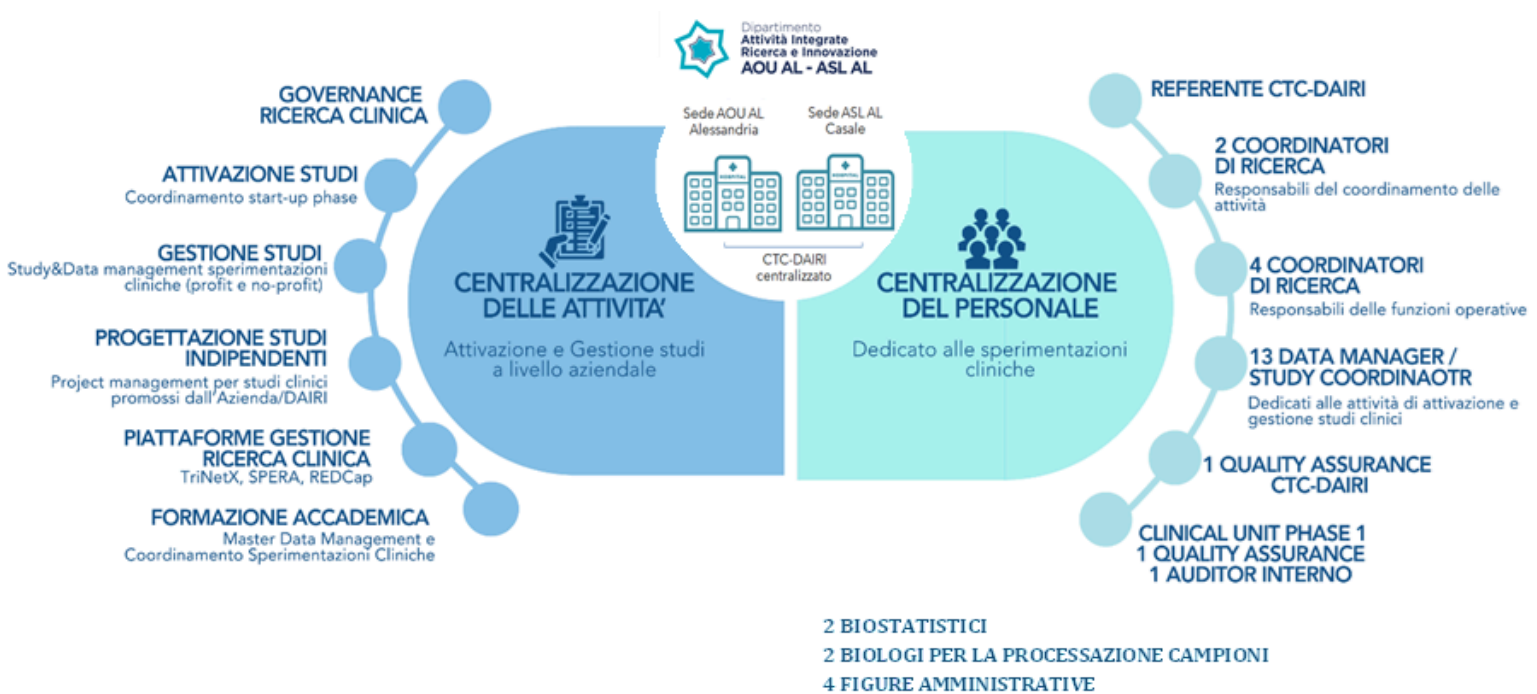 Dipartimento
Attività Integrate
Ricerca e Innovazione
AOU AL - ASL AL
Sede AOU AL
Alessandria
Sede ASL AL
Casale
HOSPITAL
HOSPITAL
CTC-DAIRI
centralizzato
GOVERNANCE
RICERCA CLINICA
ATTIVAZIONE STUDI
Coordinamento start-up phase
GESTIONE STUDI
Study&Data management sperimentazioni
cliniche (profit e no-profit)
PROGETTAZIONE STUDI
INDIPENDENTI
Project management per studi clinici
promossi dall'Azienda/DAIRI
PIATTAFORME GESTIONE
RICERCA CLINICA
TriNetX, SPERA, REDCap
FORMAZIONE ACCADEMICA
Master Data Management e
Coordinamento Sperimentazioni Cliniche
CENTRALIZZAZIONE
DELLE ATTIVITA'
Attivazione e Gestione studi
a livello aziendale
CENTRALIZZAZIONE
DEL PERSONALE
Dedicato alle sperimentazioni
cliniche
REFERENTE CTC-DAIRI
2 COORDINATORI
DI RICERCA
Responsabili del coordinamento delle
attività
4 COORDINATORI
DI RICERCA
Responsabili delle funzioni operative
13 DATA MANAGER /
STUDY COORDINAOTR
Dedicati alle attività di attivazione e
gestione studi clinici
1 QUALITY ASSURANCE
CTC-DAIRI
CLINICAL UNIT PHASE 1
1 QUALITY ASSURANCE
1 AUDITOR INTERNO
2 BIOSTATISTICI
2 BIOLOGI PER LA PROCESSAZIONE CAMPIONI
4 FIGURE AMMINISTRATIVE